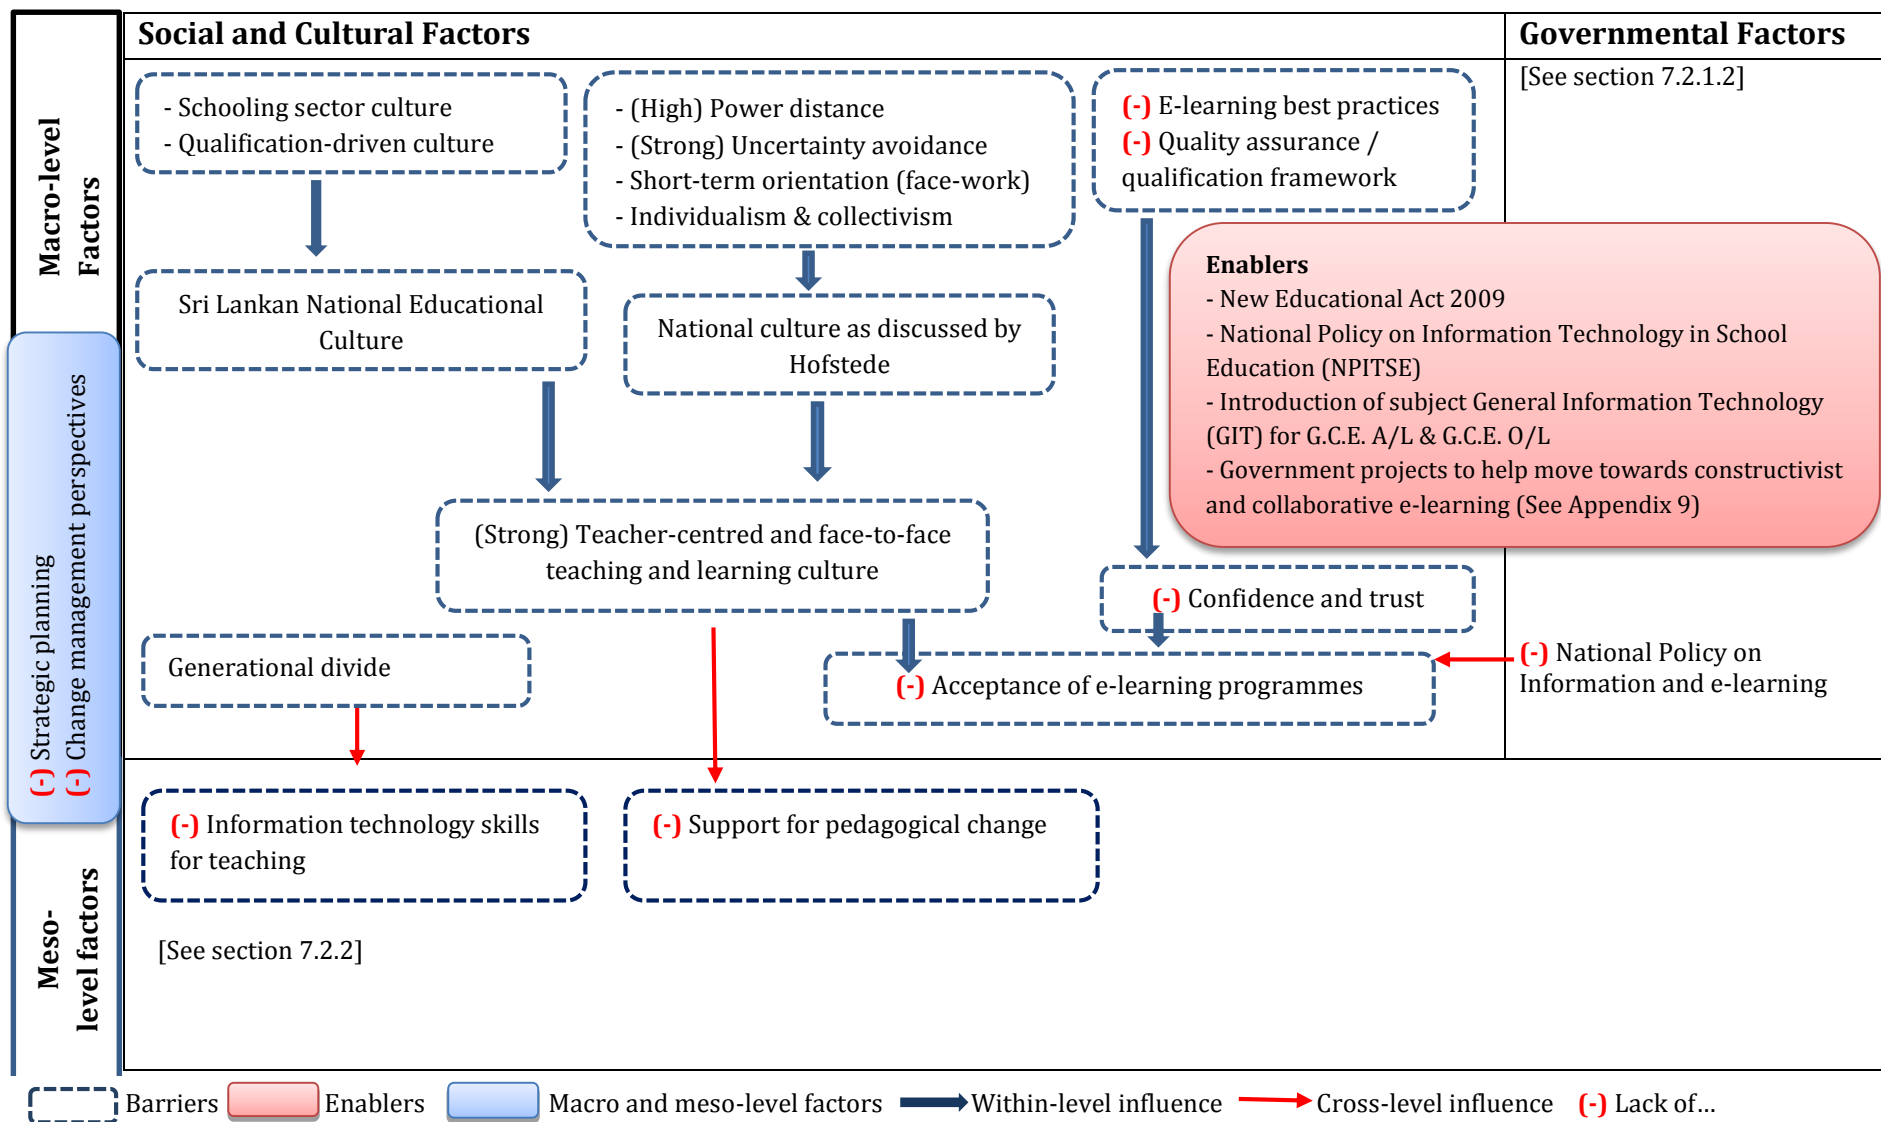 Social and Cultural Factors
Governmental Factors
Macro-level
Factors
(-) Strategic planning
(-) Change management perspectives
Meso-
level factors
- Schooling sector culture
- Qualification-driven culture
- (High) Power distance
- (Strong) Uncertainty avoidance
- Short-term orientation (face-work)
- Individualism & collectivism
(-) E-learning best practices
(-) Quality assurance /
qualification framework
[See section 7.2.1.2]
Sri Lankan National Educational
Culture
National culture as discussed by
Hofstede
Enablers
- New Educational Act 2009
- National Policy on Information Technology in School
Education (NPITSE)
- Introduction of subject General Information Technology
(GIT) for G.C.E. A/L & G.C.E. O/L
- Government projects to help move towards constructivist
and collaborative e-learning (See Appendix 9)
(Strong) Teacher-centred and face-to-face
teaching and learning culture
(-) Confidence and trust
Generational divide
(-) Acceptance of e-learning programmes
(-) National Policy on
Information and e-learning
(-) Information technology skills
for teaching
(-) Support for pedagogical change
[See section 7.2.2]
Barriers
Enablers
Macro and meso-level factors
Within-level influence
Cross-level influence
(-) Lack of...